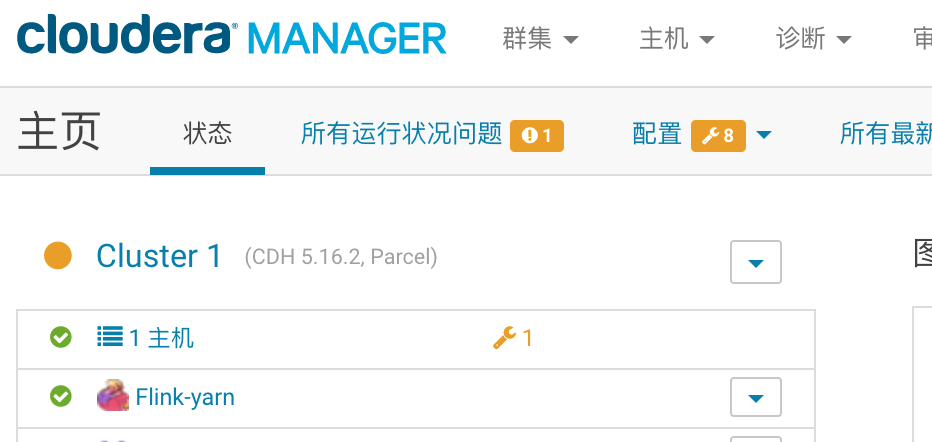 cloudera MANAGER 群集 主机 诊断
主页 状态 所有运行状况问题 1 配置 8 所有最新
Cluster 1 (CDH 5.16.2, Parcel)
1 主机 1
Flink-yarn